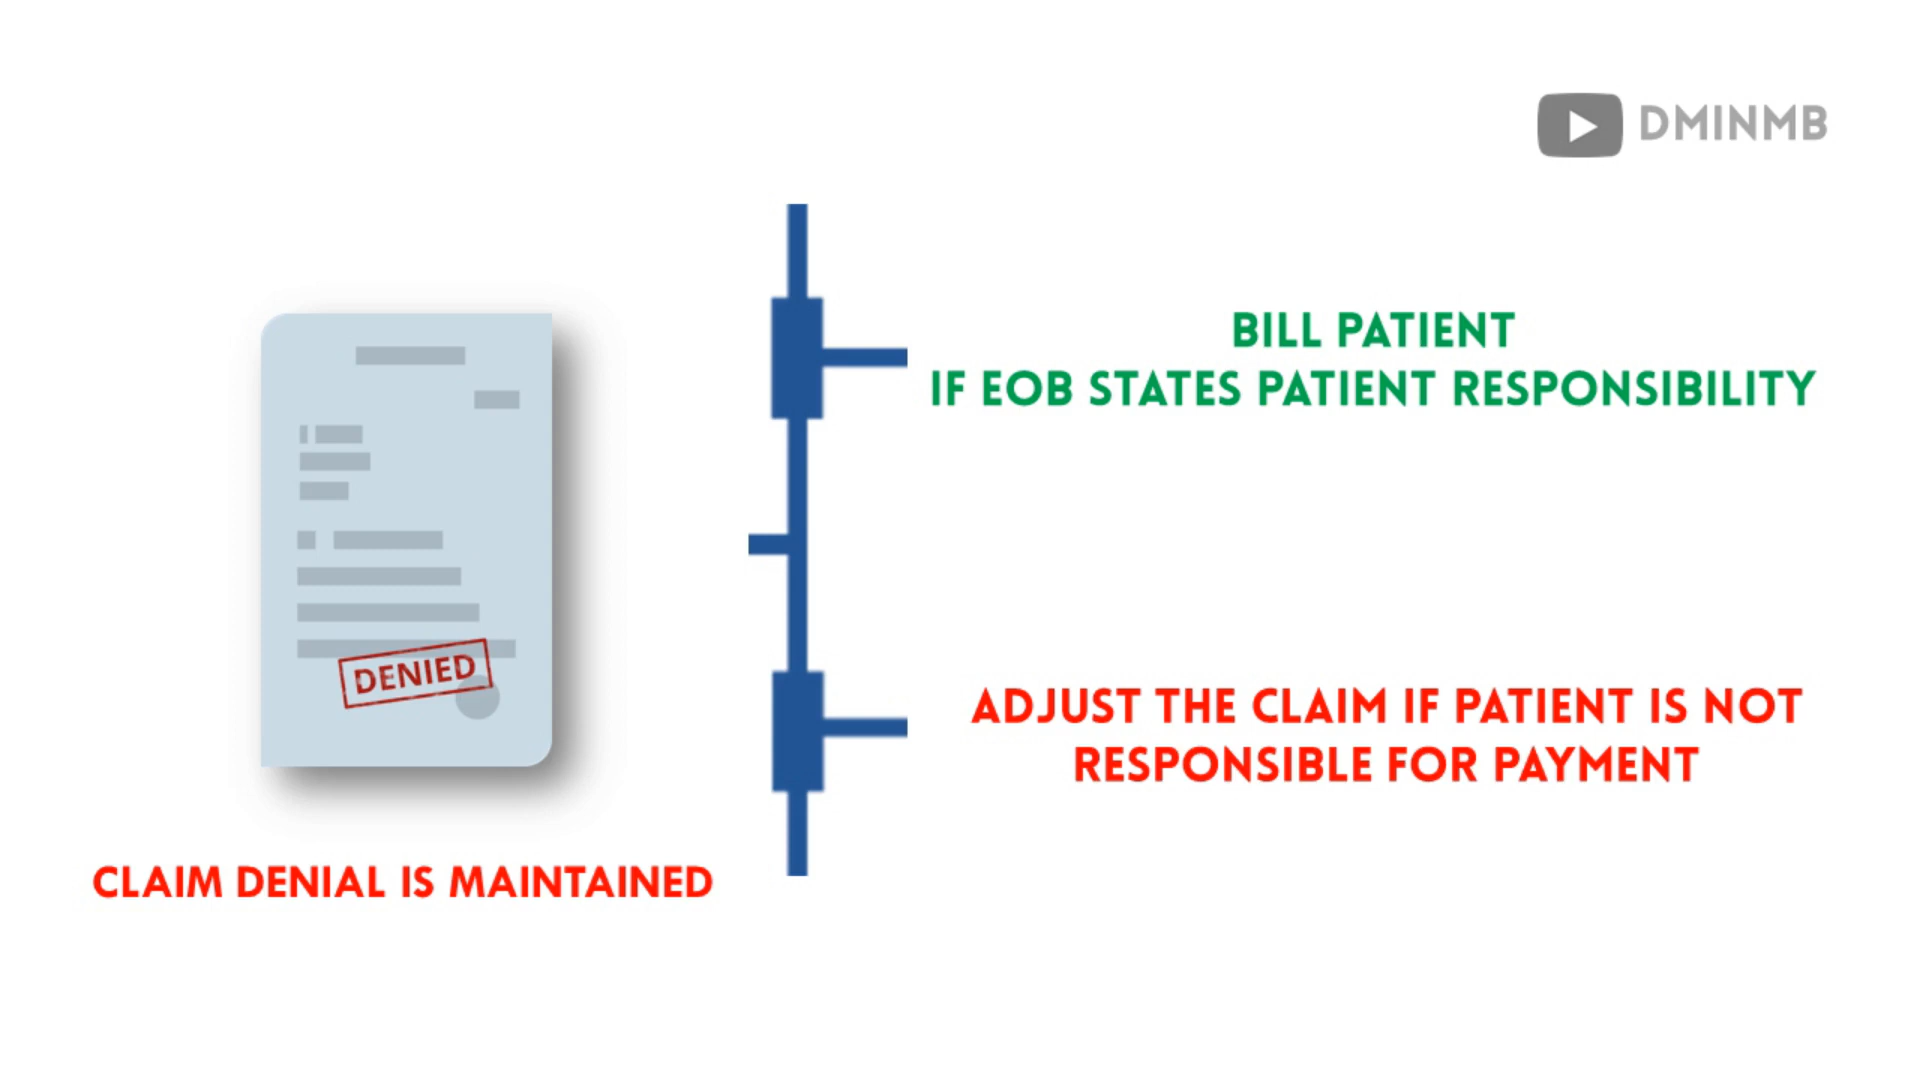 DMINMB
BILL PATIENT
IF EOB STATES PATIENT RESPONSIBILITY
DENIED
ADJUST THE CLAIM IF PATIENT IS NOT
RESPONSIBLE FOR PAYMENT
CLAIM DENIAL IS MAINTAINED